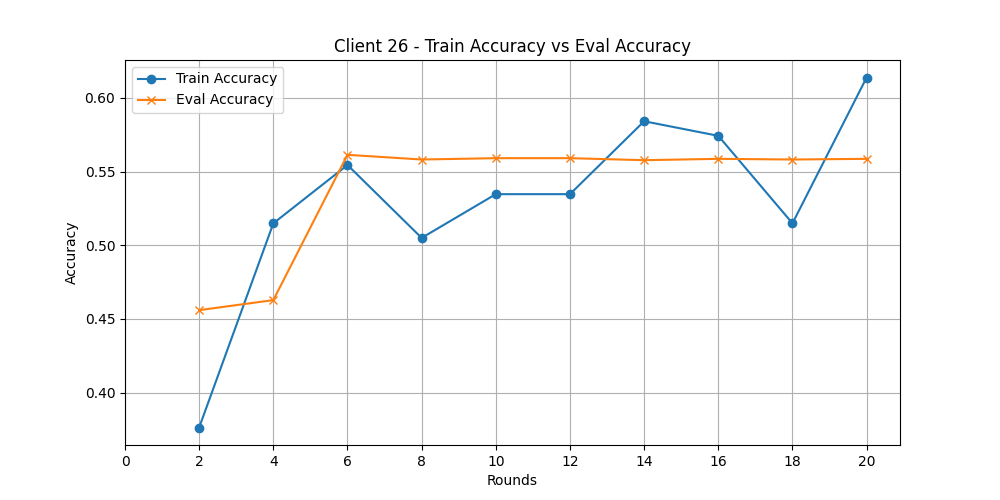 Client 26 - Train Accuracy vs Eval Accuracy
Train Accuracy
Eval Accuracy
Accuracy
0.60
0.55
0.50
0.45
0.40
0 2 4 6 8 10 12 14 16 18 20
Rounds